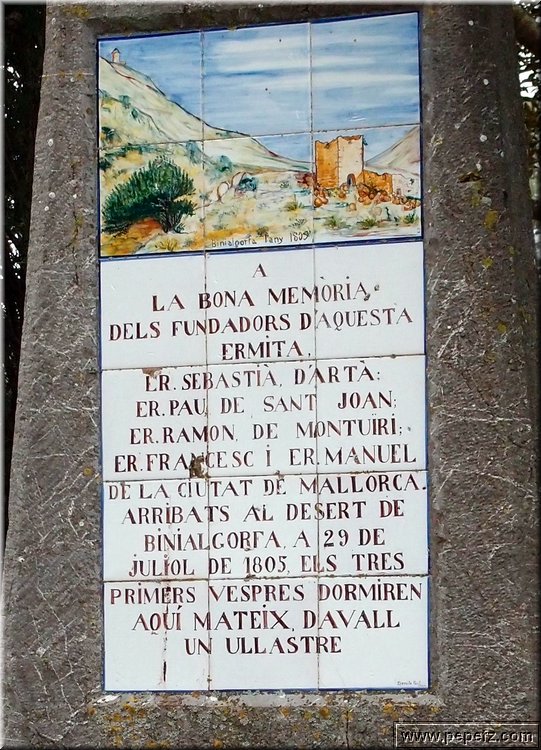 Binialgorfa l'any 1805
A
LA BONA MEMÒRIA
DELS FUNDADORS D'AQUESTA
ERMITA.
ER. SEBASTIÀ, D'ARTÀ;
ER. PAU, DE SANT JOAN;
ER. RAMON, DE MONTUÏRI;
ER. FRANCESC I ER. MANUEL
DE LA CIUTAT DE MALLORCA.
ARRIBATS AL DESERT DE
BINIALGORFA, A 29 DE
JULIOL DE 1805, ELS TRES
PRIMERS VESPRES DORMIREN
AQUÍ MATEIX, DAVALL
UN ULLASTRE
www.pepefz.com